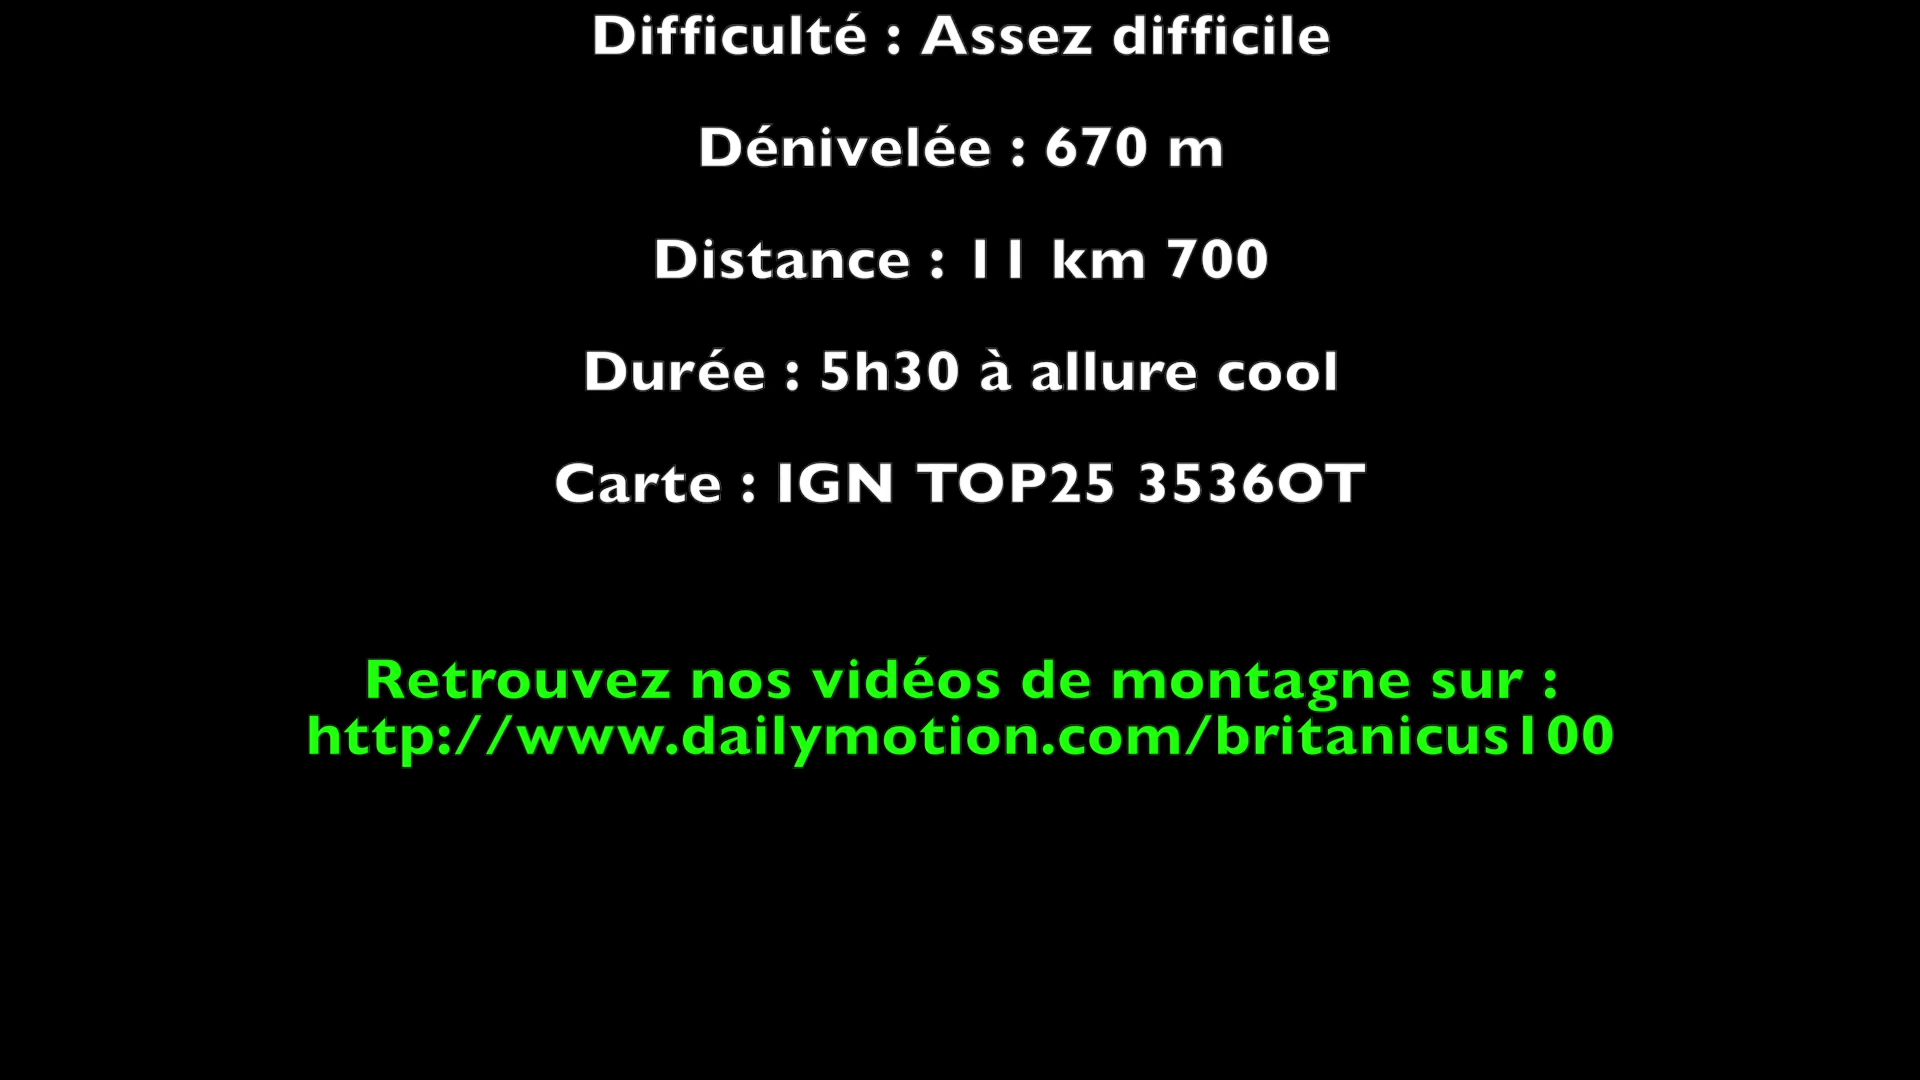 Difficulté : Assez difficile
Dénivelée : 670 m
Distance : 11 km 700
Durée : 5h30 à allure cool
Carte : IGN TOP25 3536OT
Retrouvez nos vidéos de montagne sur :
http://www.dailymotion.com/britanicus100